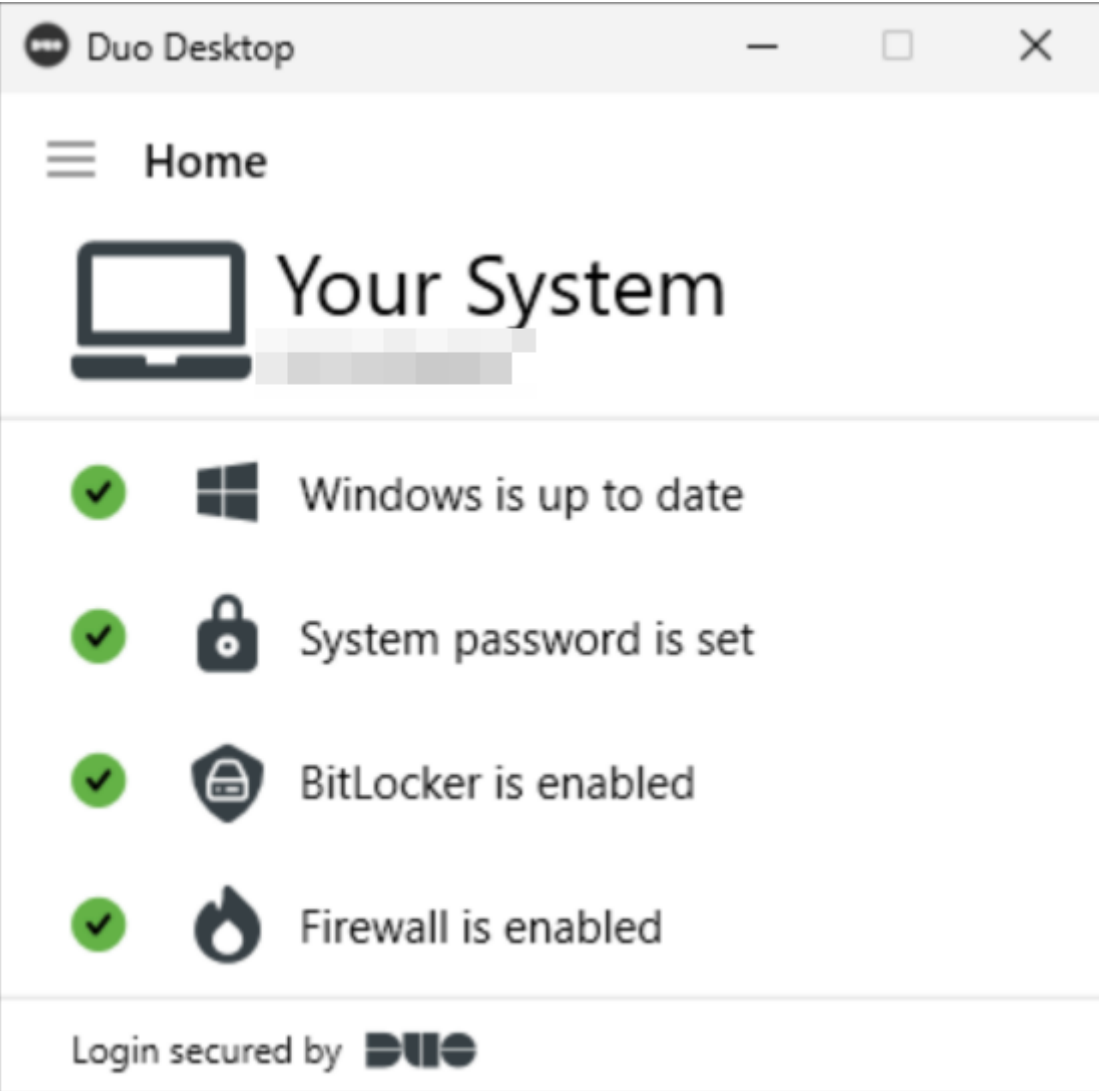 Duo Desktop
Home
Your System
Windows is up to date
System password is set
BitLocker is enabled
Firewall is enabled
Login secured by DUO